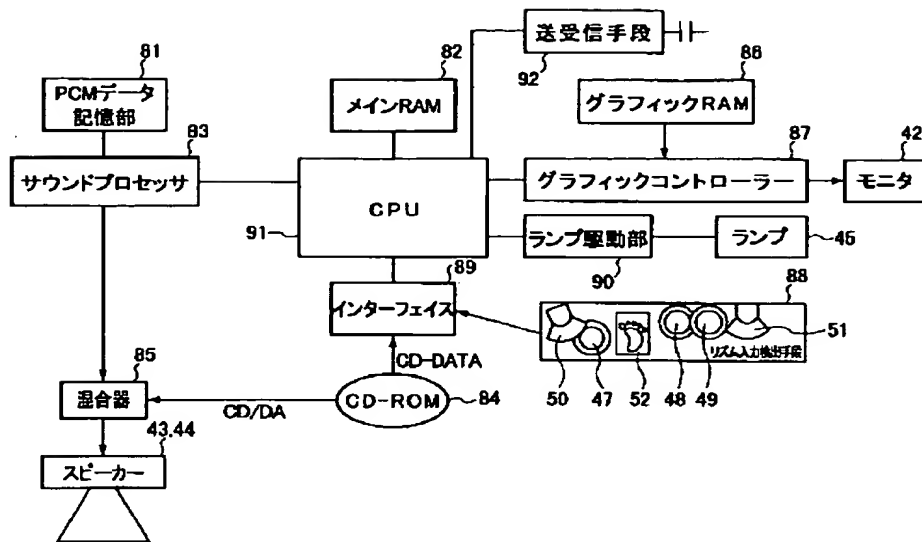 送受信手段
92
81
PCMデータ
記憶部
82
メインRAM
86
グラフィックRAM
83
サウンドプロセッサ
CPU
91
87
グラフィックコントローラー
42
モニタ
ランプ駆動部
90
ランプ
45
89
インターフェイス
88
51
リズム入力検出手段
50
47
52
48
49
CD-DATA
CD-ROM
84
85
混合器
CD/DA
43,44
スピーカー